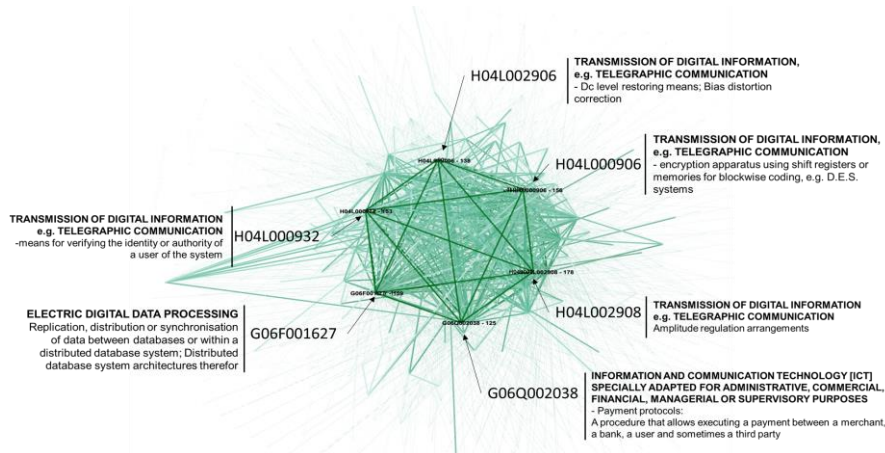 H04L002906
TRANSMISSION OF DIGITAL INFORMATION,
e.g. TELEGRAPHIC COMMUNICATION
- Dc level restoring means; Bias distortion
correction
H04L000906
TRANSMISSION OF DIGITAL INFORMATION,
e.g. TELEGRAPHIC COMMUNICATION
- encryption apparatus using shift registers or
memories for blockwise coding, e.g. D.E.S.
systems
TRANSMISSION OF DIGITAL INFORMATION
e.g. TELEGRAPHIC COMMUNICATION
-means for verifying the identity or authority of
a user of the system
H04L000932
ELECTRIC DIGITAL DATA PROCESSING
Replication, distribution or synchronisation
of data between databases or within a
distributed database system; Distributed
database system architectures therefor
G06F001627
H04L002908
TRANSMISSION OF DIGITAL INFORMATION
e.g. TELEGRAPHIC COMMUNICATION
Amplitude regulation arrangements
G06Q002038 - 125
G06Q002038
INFORMATION AND COMMUNICATION TECHNOLOGY [ICT]
SPECIALLY ADAPTED FOR ADMINISTRATIVE, COMMERCIAL,
FINANCIAL, MANAGERIAL OR SUPERVISORY PURPOSES
- Payment protocols:
A procedure that allows executing a payment between a merchant,
a bank, a user and sometimes a third party